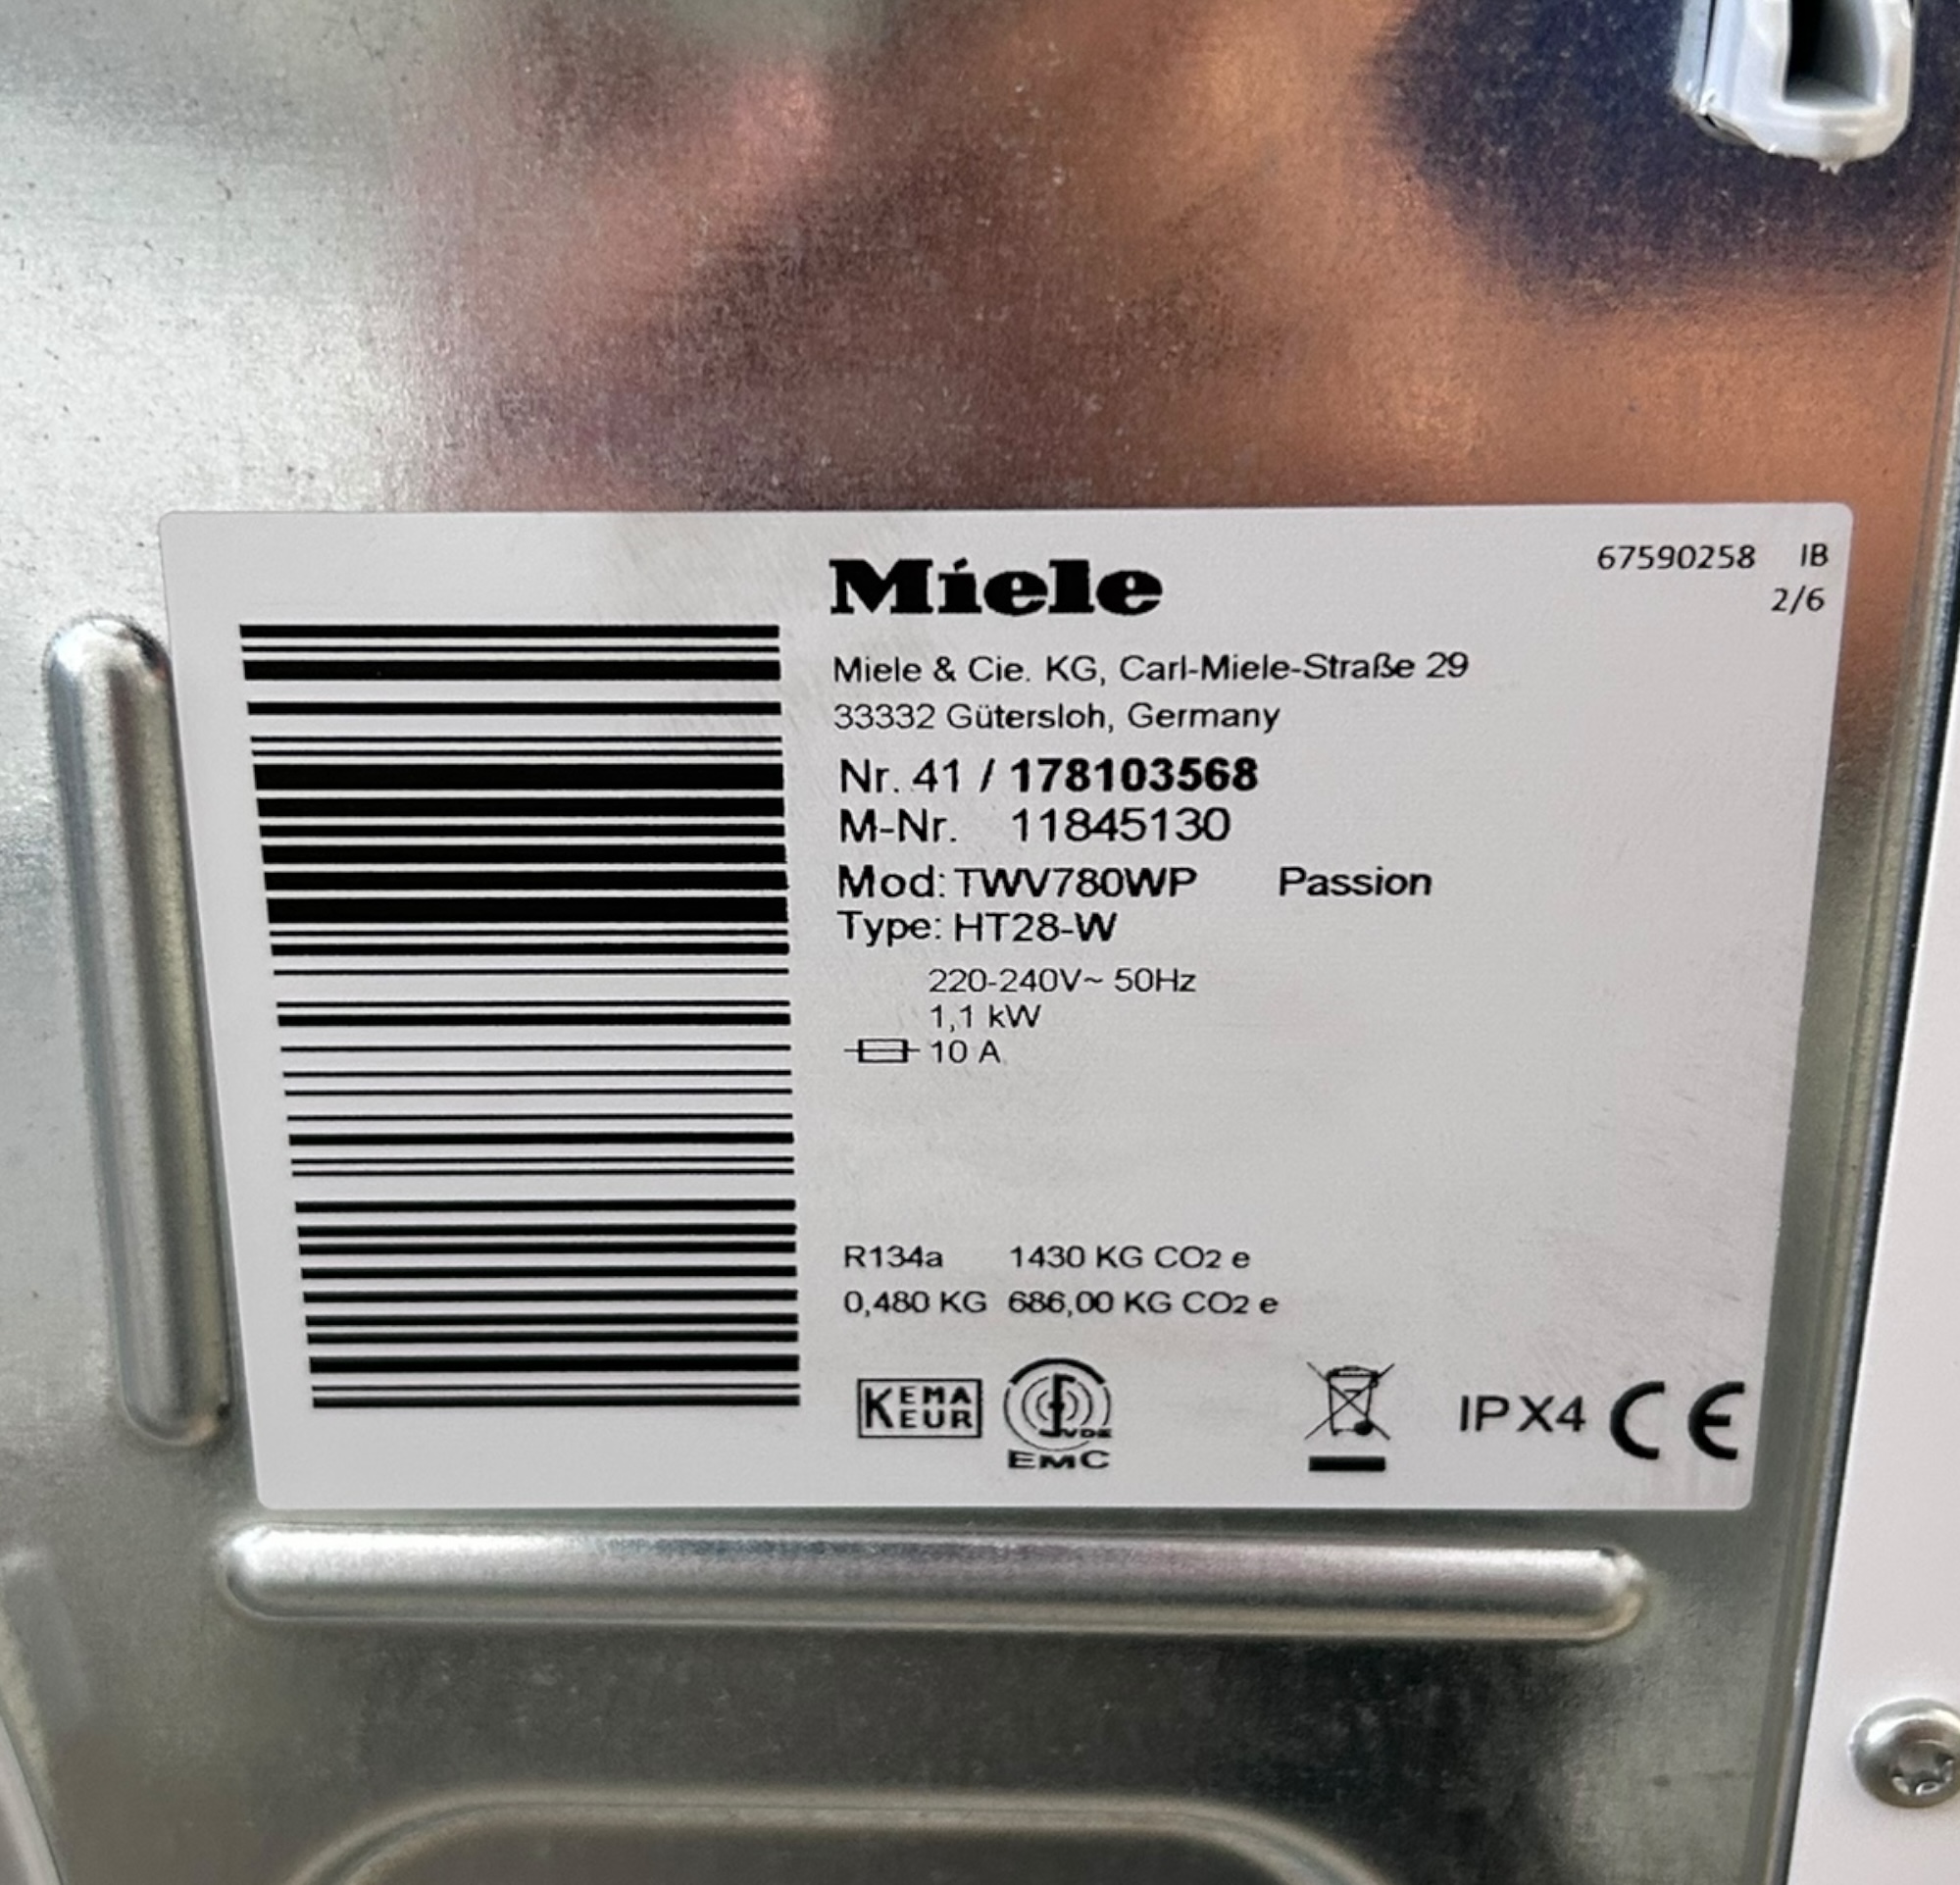 Miele
67590258 IB
2/6
Miele & Cie. KG, Carl-Miele-Straße 29
33332 Gütersloh, Germany
Nr. 41 / 178103568
M-Nr. 11845130
Mod: TWV780WP Passion
Type: HT28-W
220-240V~ 50Hz
1,1 kW
10 A
R134a 1430 KG CO2 e
0,480 KG 686,00 KG CO2 e
KEMA
KEUR
VDE
EMC
IPX4 CE